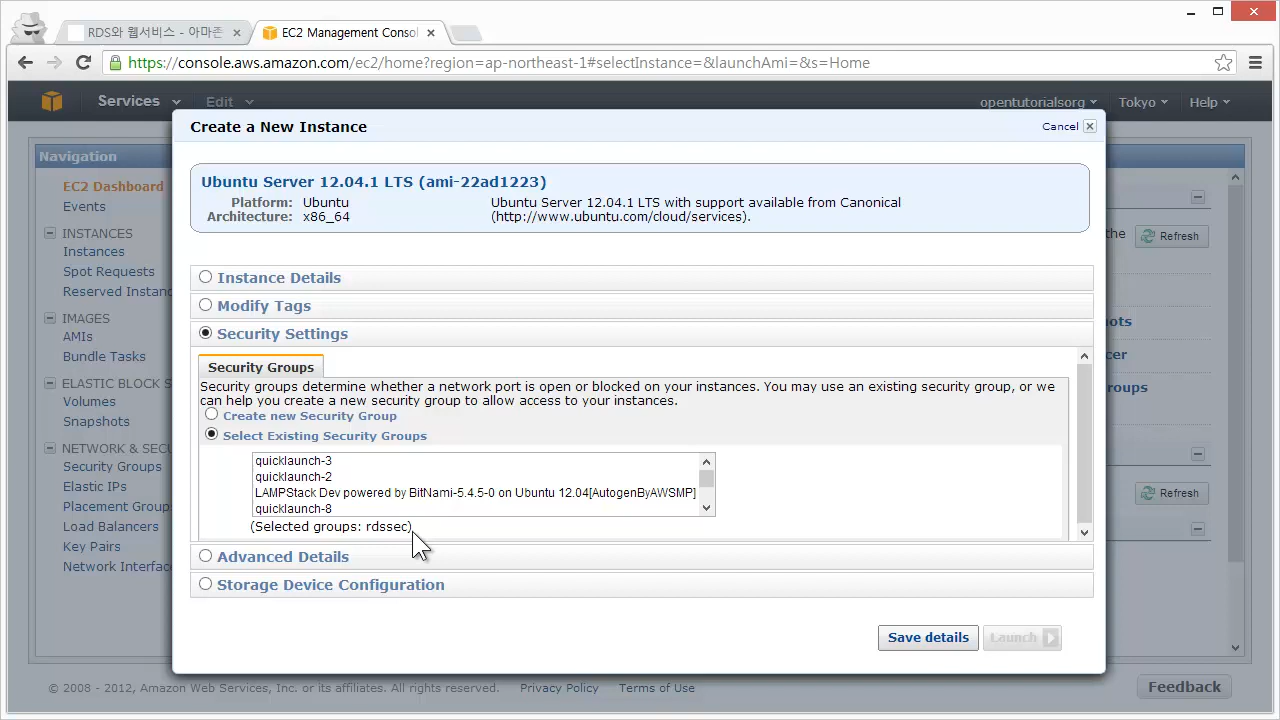 RDS와 웹서비스 - 아마존
EC2 Management Conso
https://console.aws.amazon.com/ec2/home?region=ap-northeast-1#selectInstance=&launchAmi=&s=Home
Services
Edit
opentutorialsorg
Tokyo
Help
Navigation
EC2 Dashboard
Events
INSTANCES
Instances
Spot Requests
Reserved Instanc
IMAGES
AMIs
Bundle Tasks
ELASTIC BLOCK S
Volumes
Snapshots
NETWORK & SECU
Security Groups
Elastic IPs
Placement Group
Load Balancers
Key Pairs
Network Interfac
Create a New Instance
Cancel
Ubuntu Server 12.04.1 LTS (ami-22ad1223)
Platform: Ubuntu
Architecture: x86_64
Ubuntu Server 12.04.1 LTS with support available from Canonical
(http://www.ubuntu.com/cloud/services).
Instance Details
Modify Tags
Security Settings
Security Groups
Security groups determine whether a network port is open or blocked on your instances. You may use an existing security group, or we
can help you create a new security group to allow access to your instances.
Create new Security Group
Select Existing Security Groups
quicklaunch-3
quicklaunch-2
LAMPStack Dev powered by BitNami-5.4.5-0 on Ubuntu 12.04[AutogenByAWSMP]
quicklaunch-8
(Selected groups: rdssec)
Advanced Details
Storage Device Configuration
Save details
Launch
the
Refresh
ots
cer
roups
Refresh
© 2008 - 2012, Amazon Web Services, Inc. or its affiliates. All rights reserved.
Privacy Policy
Terms of Use
Feedback